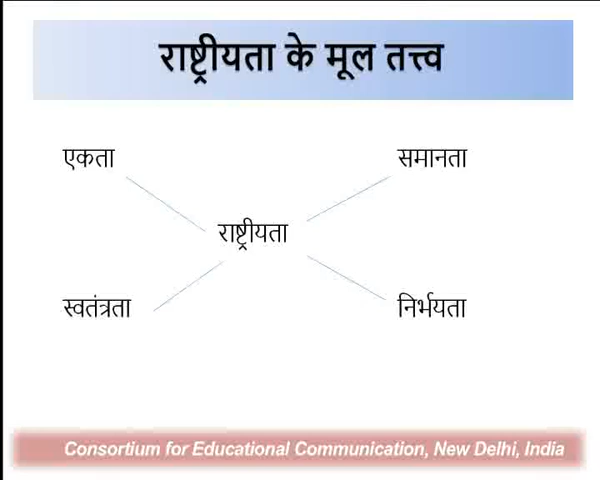 राष्ट्रीयता के मूल तत्त्व
एकता
समानता
राष्ट्रीयता
स्वतंत्रता
निर्भयता
Consortium for Educational Communication, New Delhi, India